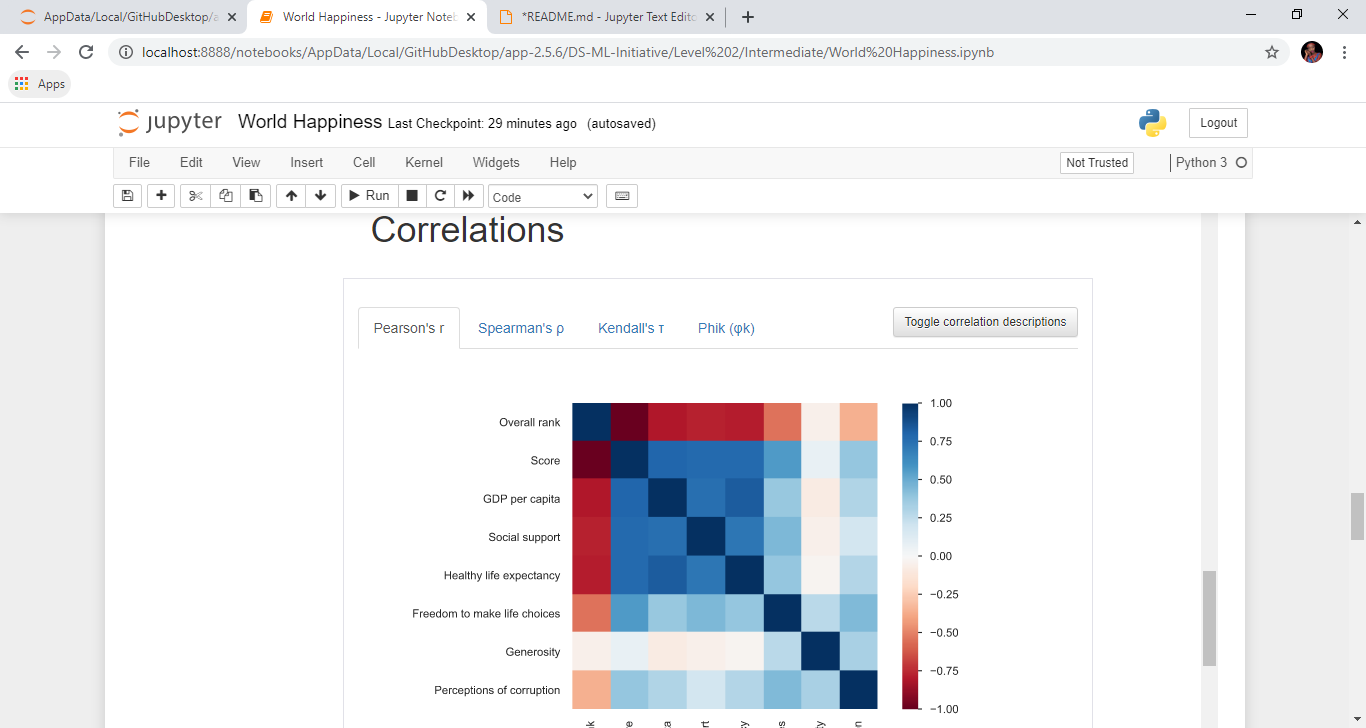 AppData/Local/GitHubDesktop/a
World Happiness - Jupyter Noteb
*README.md - Jupyter Text Edito
localhost:8888/notebooks/AppData/Local/GitHubDesktop/app-2.5.6/DS-ML-Initiative/Level%202/Intermediate/World%20Happiness.ipynb
Apps
jupyter World Happiness Last Checkpoint: 29 minutes ago (autosaved)
Logout
File Edit View Insert Cell Kernel Widgets Help
Not Trusted
Python 3
Run
Code
Correlations
Pearson's r
Spearman's ρ
Kendall's τ
Phik (φk)
Toggle correlation descriptions
Overall rank
Score
GDP per capita
Social support
Healthy life expectancy
Freedom to make life choices
Generosity
Perceptions of corruption
1.00
0.75
0.50
0.25
0.00
−0.25
−0.50
−0.75
−1.00